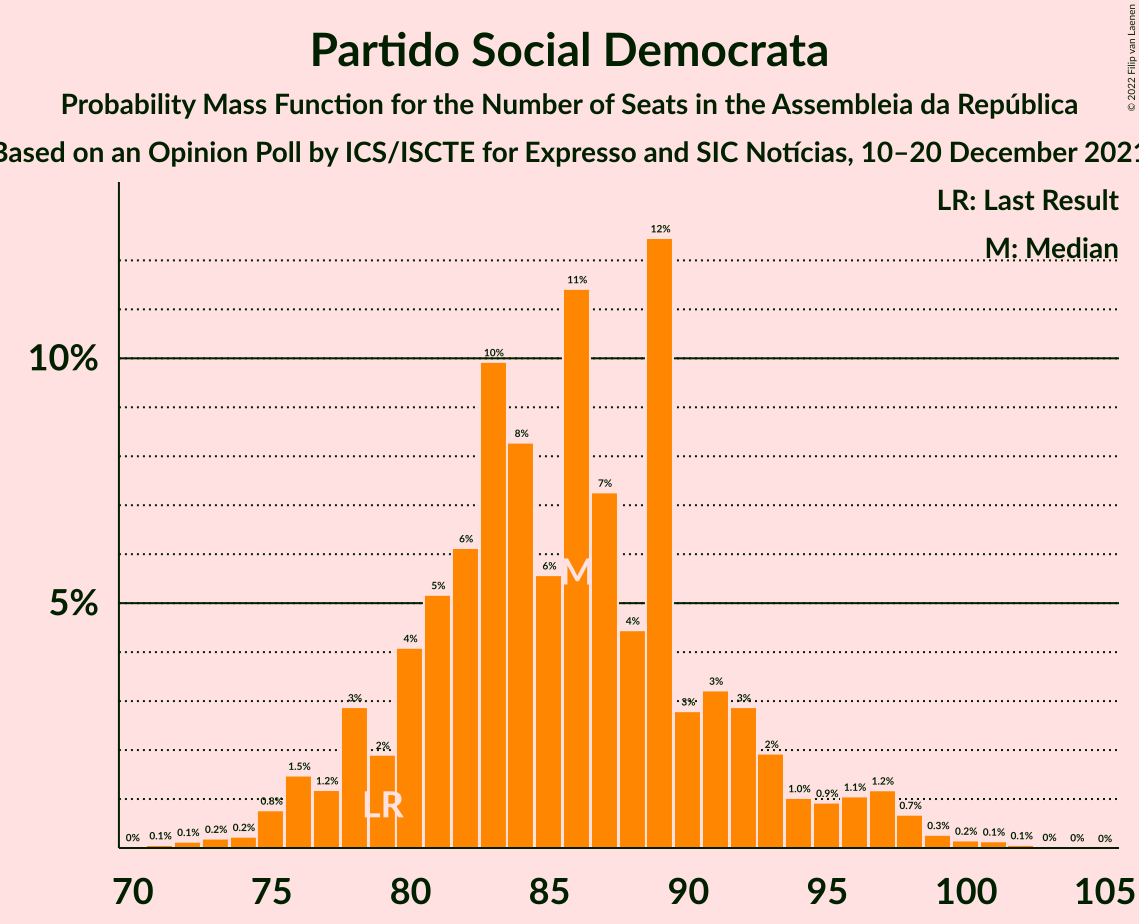 Partido Social Democrata
Probability Mass Function for the Number of Seats in the Assembleia da República
Based on an Opinion Poll by ICS/ISCTE for Expresso and SIC Notícias, 10–20 December 2021
© 2022 Filip van Laenen
LR: Last Result
M: Median
10%
5%
0% 0.1% 0.1% 0.2% 0.2% 0.8% 1.5% 1.2% 3% 2% 4% 5% 6% 10% 8% 6% 11% 7% 4% 12% 3% 3% 3% 2% 1.0% 0.9% 1.1% 1.2% 0.7% 0.3% 0.2% 0.1% 0.1% 0% 0% 0%
M
LR
70 75 80 85 90 95 100 105